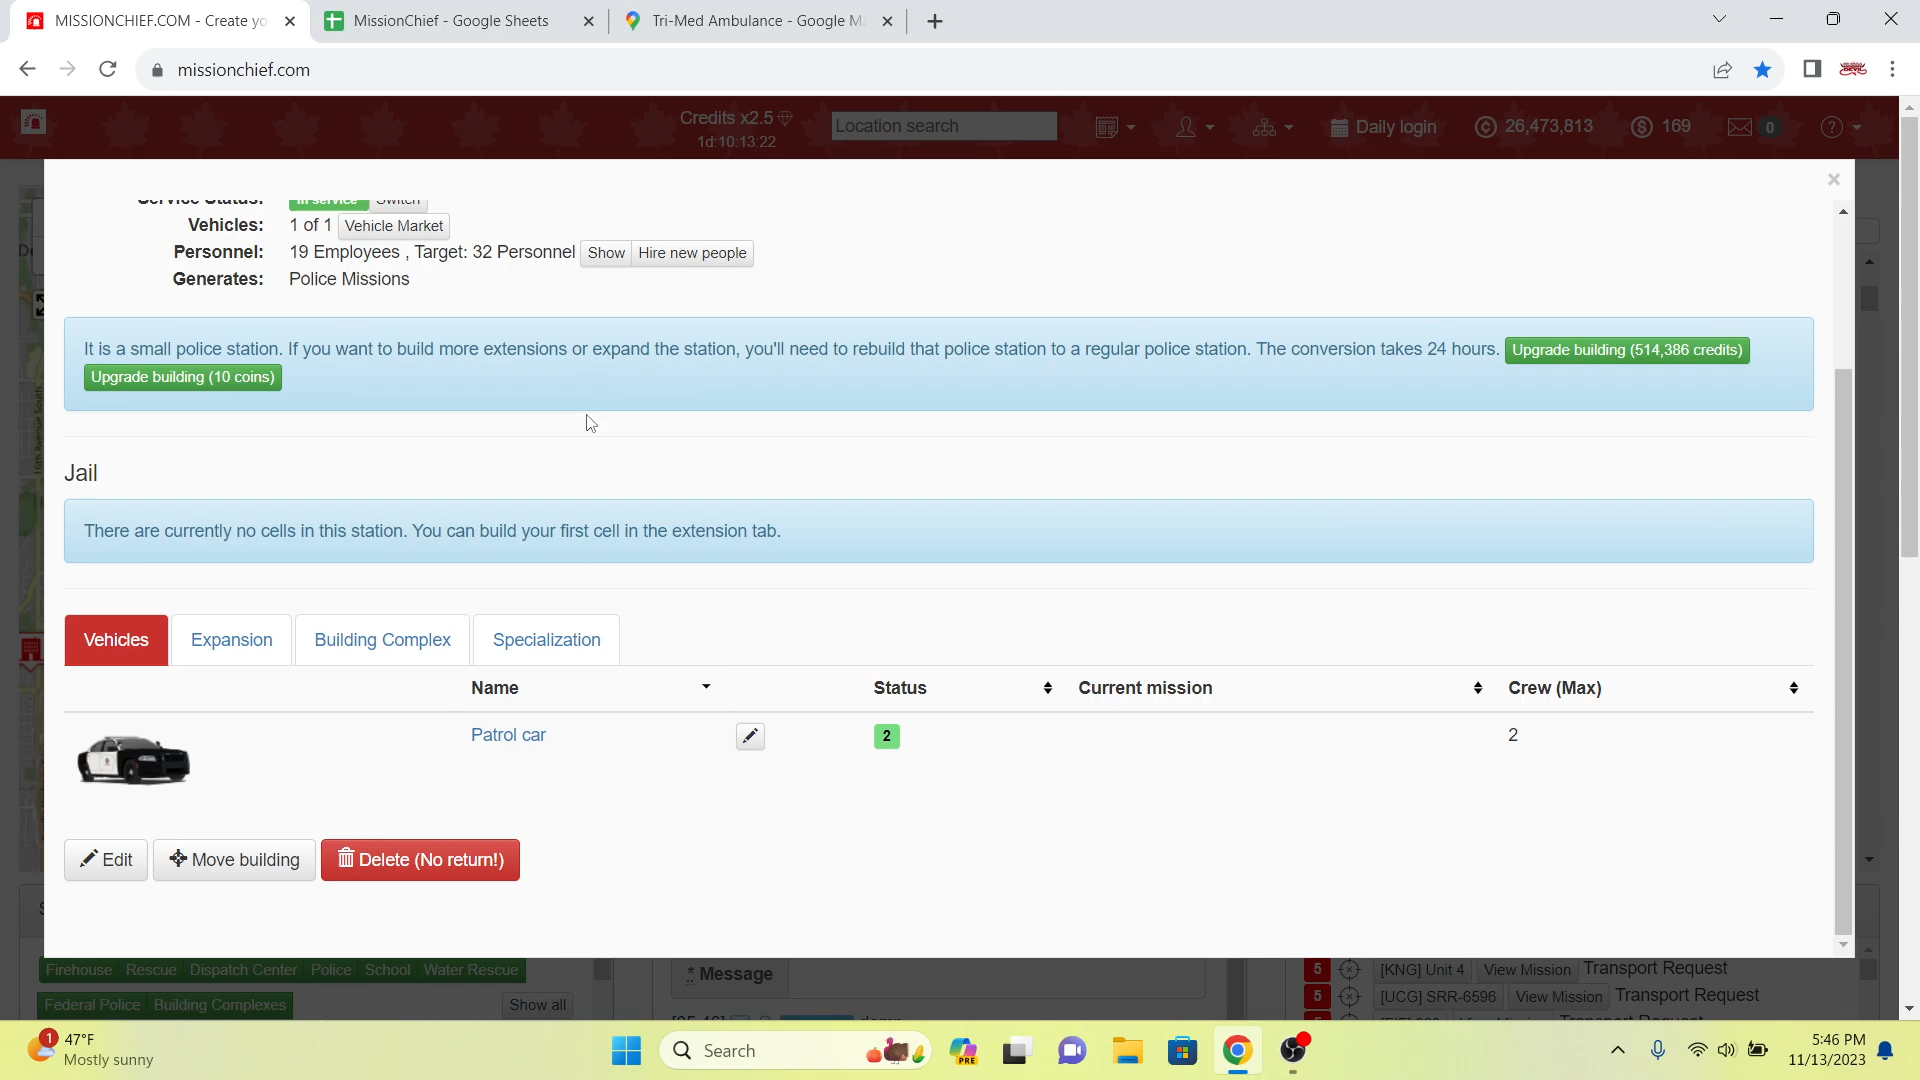 MISSIONCHIEF.COM - Create yo
MissionChief - Google Sheets
Tri-Med Ambulance - Google Ma
missionchief.com
Credits x2.5
1d:10:13:22
Location search
Daily login
26,473,813
169
0
Service Status: In service Switch
Vehicles: 1 of 1 Vehicle Market
Personnel: 19 Employees , Target: 32 Personnel Show Hire new people
Generates: Police Missions
It is a small police station. If you want to build more extensions or expand the station, you'll need to rebuild that police station to a regular police station. The conversion takes 24 hours. Upgrade building (514,386 credits)
Upgrade building (10 coins)
Jail
There are currently no cells in this station. You can build your first cell in the extension tab.
Vehicles Expansion Building Complex Specialization
Name Status Current mission Crew (Max)
Patrol car 2 2
Edit Move building Delete (No return!)
Firehouse Rescue Dispatch Center Police School Water Rescue
Federal Police Building Complexes Show all
* Message
5 [KNG] Unit 4 View Mission Transport Request
5 [UCG] SRR-6596 View Mission Transport Request
1 47°F
Mostly sunny
Search
PRE
5:46 PM
11/13/2023